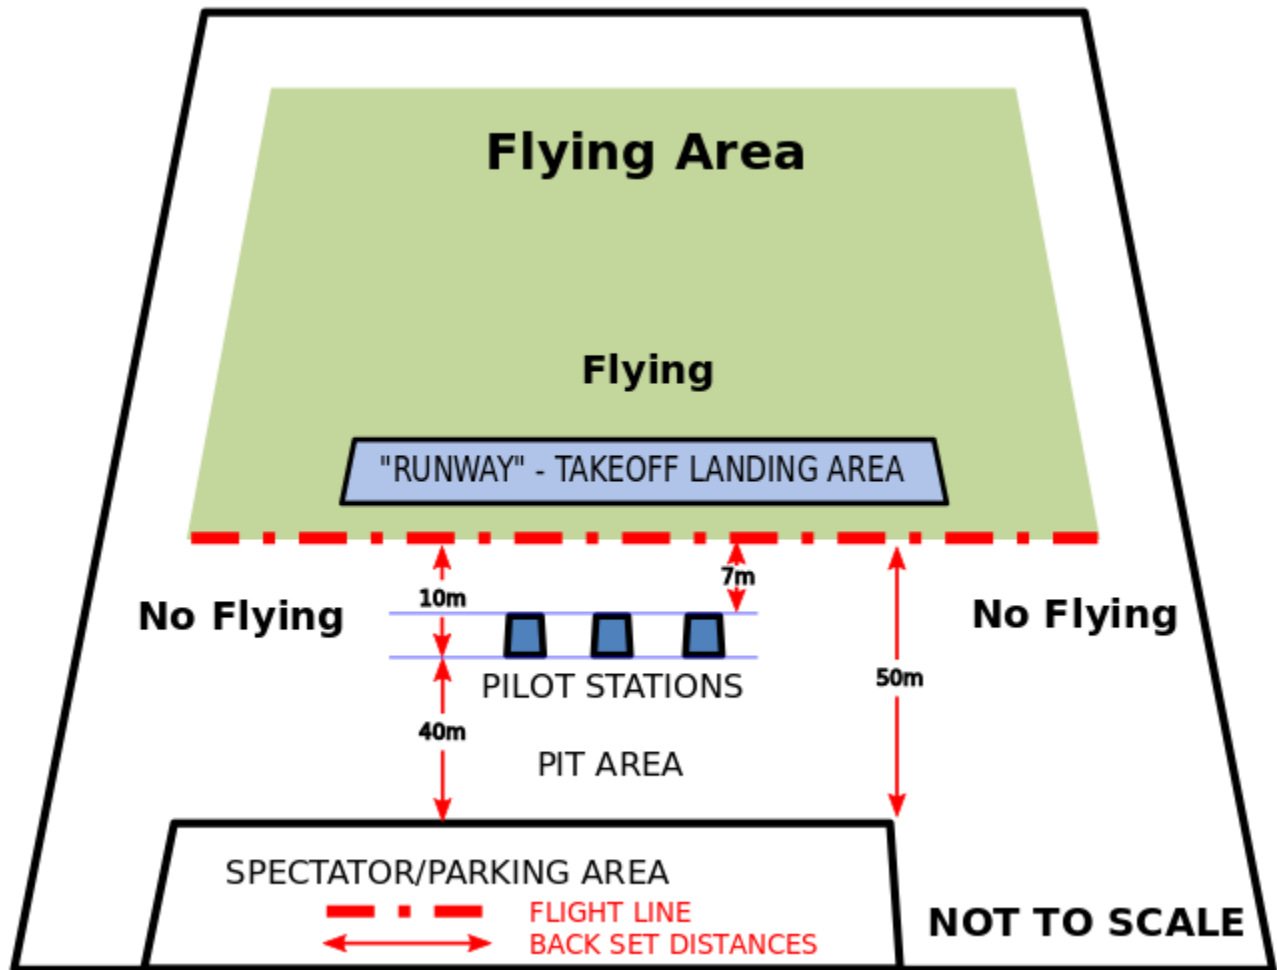 Flying Area
Flying
"RUNWAY" - TAKEOFF LANDING AREA
7m
10m
No Flying
No Flying
50m
PILOT STATIONS
40m
PIT AREA
SPECTATOR/PARKING AREA
FLIGHT LINE
NOT TO SCALE
BACK SET DISTANCES